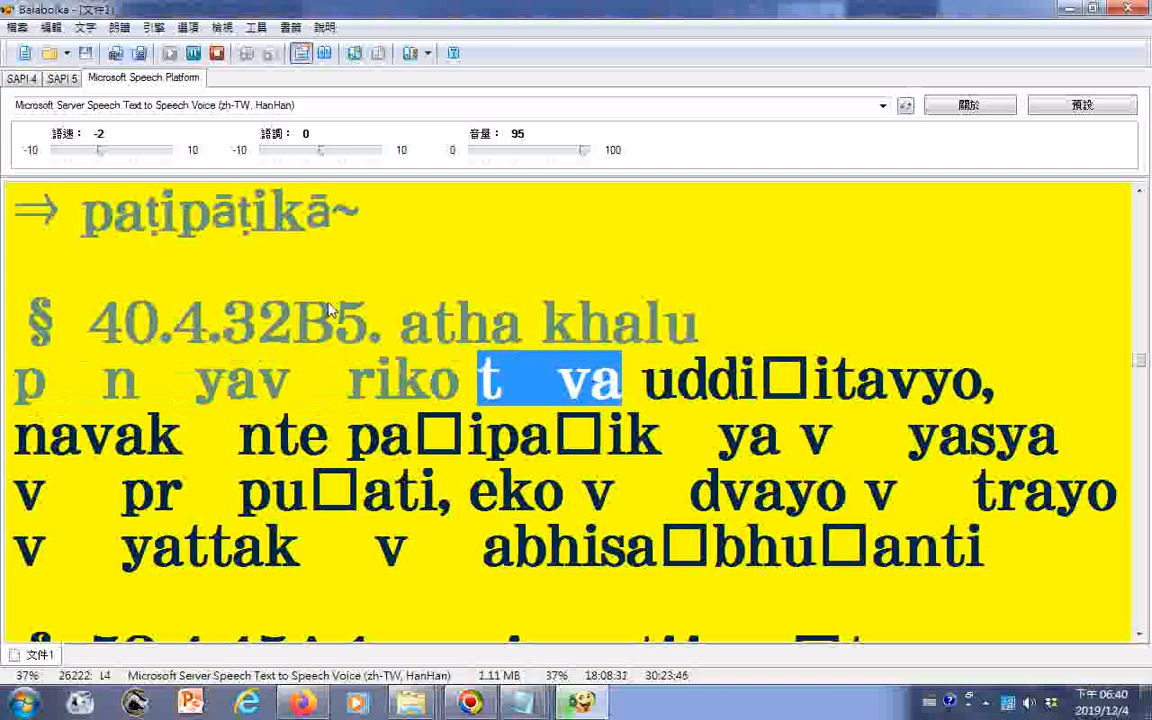 Balabolka - [文件1]
檔案 編輯 文字 朗讀 引擎 選項 檢視 工具 書籤 說明
SAPI 4 SAPI 5 Microsoft Speech Platform
Microsoft Server Speech Text to Speech Voice (zh-TW, HanHan) 關於 預設
語速： -2 語調： 0 音量： 95
-10 10 -10 10 0 100
⇒ paṭipāṭikā~
§ 40.4.32B5. atha khalu
p n yav riko t va uddi□itavyo,
navak nte pa□ipa□ik ya v yasya
v pr pu□ati, eko v dvayo v trayo
v yattak v abhisa□bhu□anti
文件1
37% 26222: 14 Microsoft Server Speech Text to Speech Voice (zh-TW, HanHan) 1.11 MB 37% 18:08:31 30:23:46
下午 06:40
2019/12/4